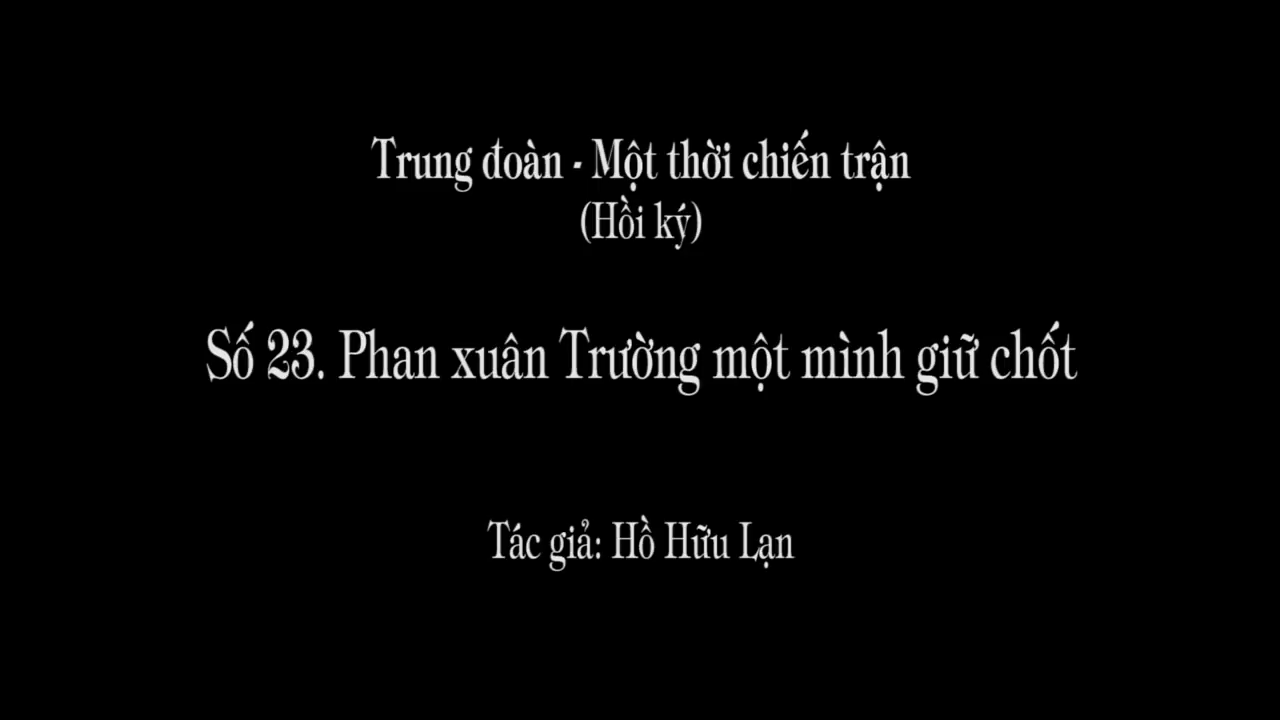 Trung đoàn - Một thời chiến trận
(Hồi ký)
Số 23. Phan xuân Trường một mình giữ chốt
Tác giả: Hồ Hữu Lạn